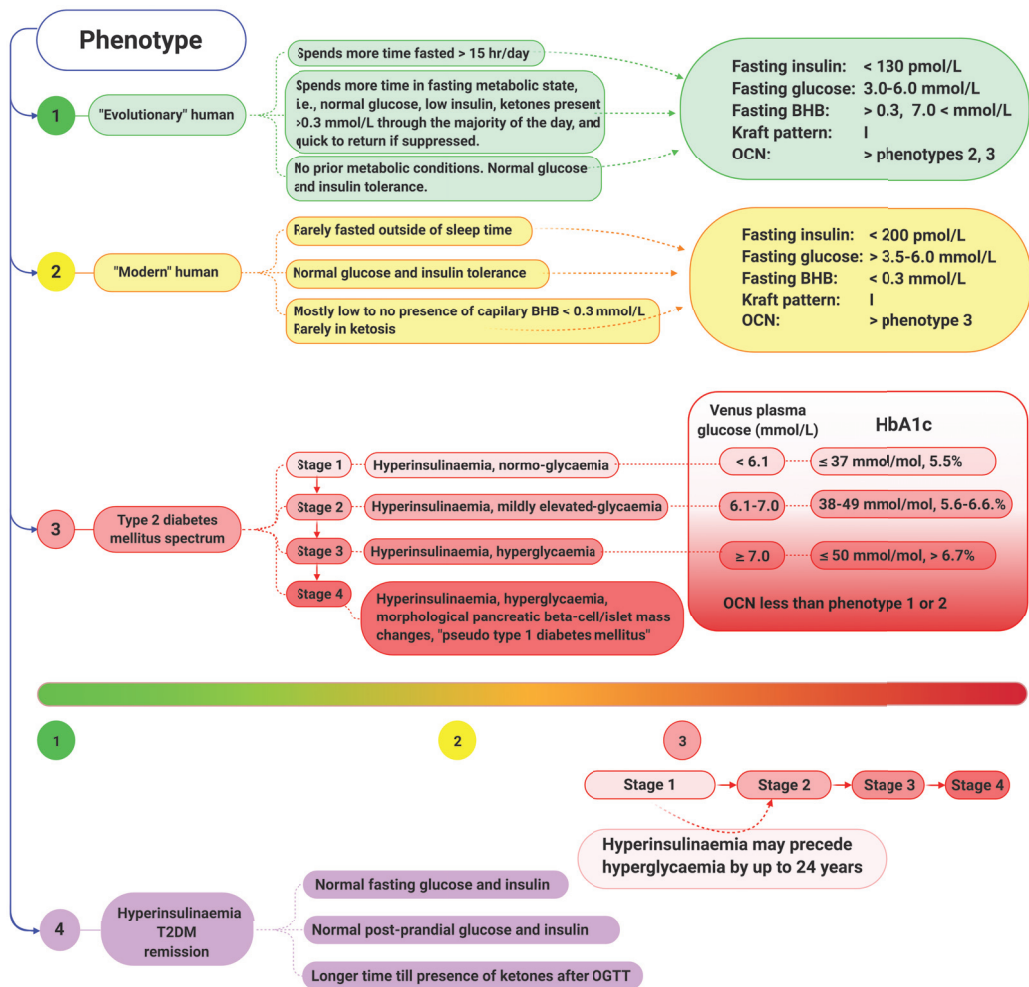 Phenotype
1
"Evolutionary" human
Spends more time fasted > 15 hr/day
Spends more time in fasting metabolic state,
i.e., normal glucose, low insulin, ketones present
>0.3 mmol/L through the majority of the day, and
quick to return if suppressed.
No prior metabolic conditions. Normal glucose
and insulin tolerance.
Fasting insulin: < 130 pmol/L
Fasting glucose: 3.0-6.0 mmol/L
Fasting BHB: > 0.3, 7.0 < mmol/L
Kraft pattern: I
OCN: > phenotypes 2, 3
2
"Modern" human
Rarely fasted outside of sleep time
Normal glucose and insulin tolerance
Mostly low to no presence of capilary BHB < 0.3 mmol/L
Rarely in ketosis
Fasting insulin: < 200 pmol/L
Fasting glucose: > 3.5-6.0 mmol/L
Fasting BHB: < 0.3 mmol/L
Kraft pattern: I
OCN: > phenotype 3
3
Type 2 diabetes
mellitus spectrum
Venus plasma
glucose (mmol/L)
HbA1c
Stage 1
Hyperinsulinaemia, normo-glycaemia
< 6.1
≤ 37 mmol/mol, 5.5%
Stage 2
Hyperinsulinaemia, mildly elevated-glycaemia
6.1-7.0
38-49 mmol/mol, 5.6-6.6.%
Stage 3
Hyperinsulinaemia, hyperglycaemia
≥ 7.0
≤ 50 mmol/mol, > 6.7%
Stage 4
Hyperinsulinaemia, hyperglycaemia,
morphological pancreatic beta-cell/islet mass
changes, "pseudo type 1 diabetes mellitus"
OCN less than phenotype 1 or 2
1
2
3
Stage 1
Stage 2
Stage 3
Stage 4
Hyperinsulinaemia may precede
hyperglycaemia by up to 24 years
4
Hyperinsulinaemia
T2DM
remission
Normal fasting glucose and insulin
Normal post-prandial glucose and insulin
Longer time till presence of ketones after OGTT